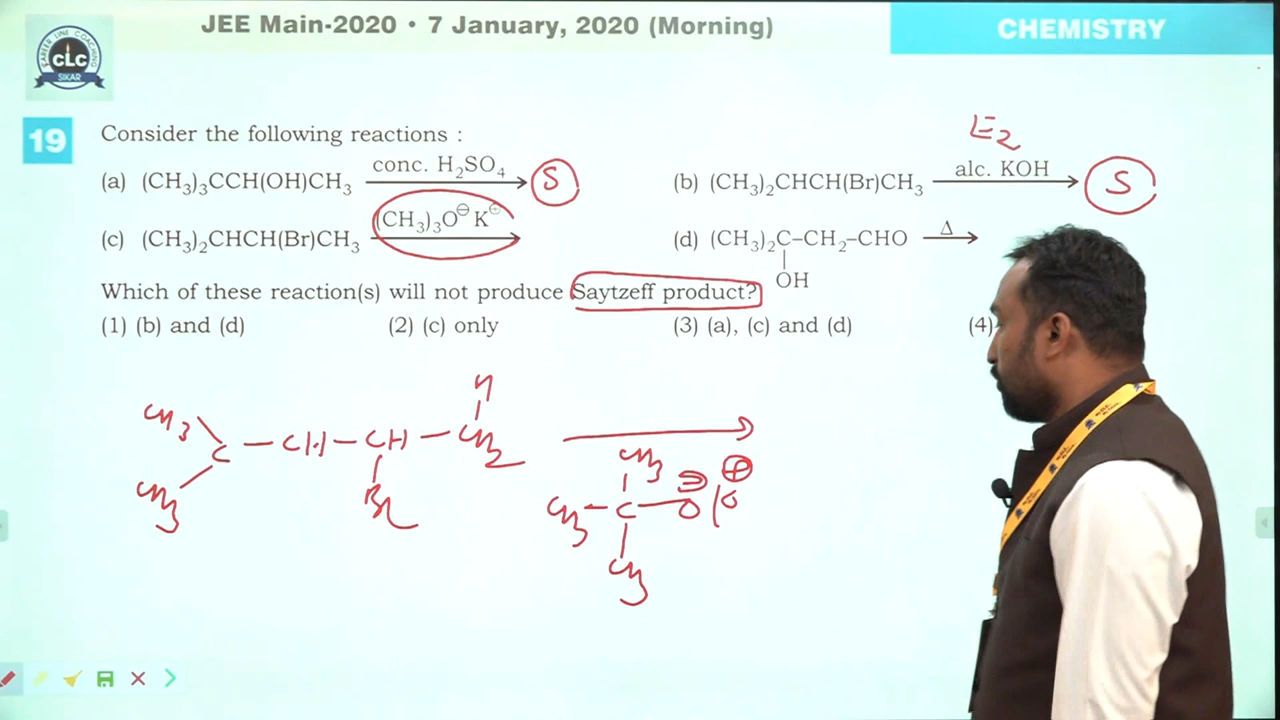 JEE Main-2020 • 7 January, 2020 (Morning)
CHEMISTRY
CAREER LINE COACHING
CLC
SIKAR
19 Consider the following reactions :
(a) (CH₃)₃CCH(OH)CH₃ conc. H₂SO₄ → S
E₂
(b) (CH₃)₂CHCH(Br)CH₃ alc. KOH → S
(c) (CH₃)₂CHCH(Br)CH₃ (CH₃)₃O⊖ K⊕ →
(d) (CH₃)₂C–CH₂–CHO Δ →
OH
Which of these reaction(s) will not produce Saytzeff product?
(1) (b) and (d) (2) (c) only (3) (a), (c) and (d) (4)
H
CH₃
C — CH — CH — CH₂ →
CH₃ Br
CH₃
CH₃ – C — O⊖ K⊕
CH₃